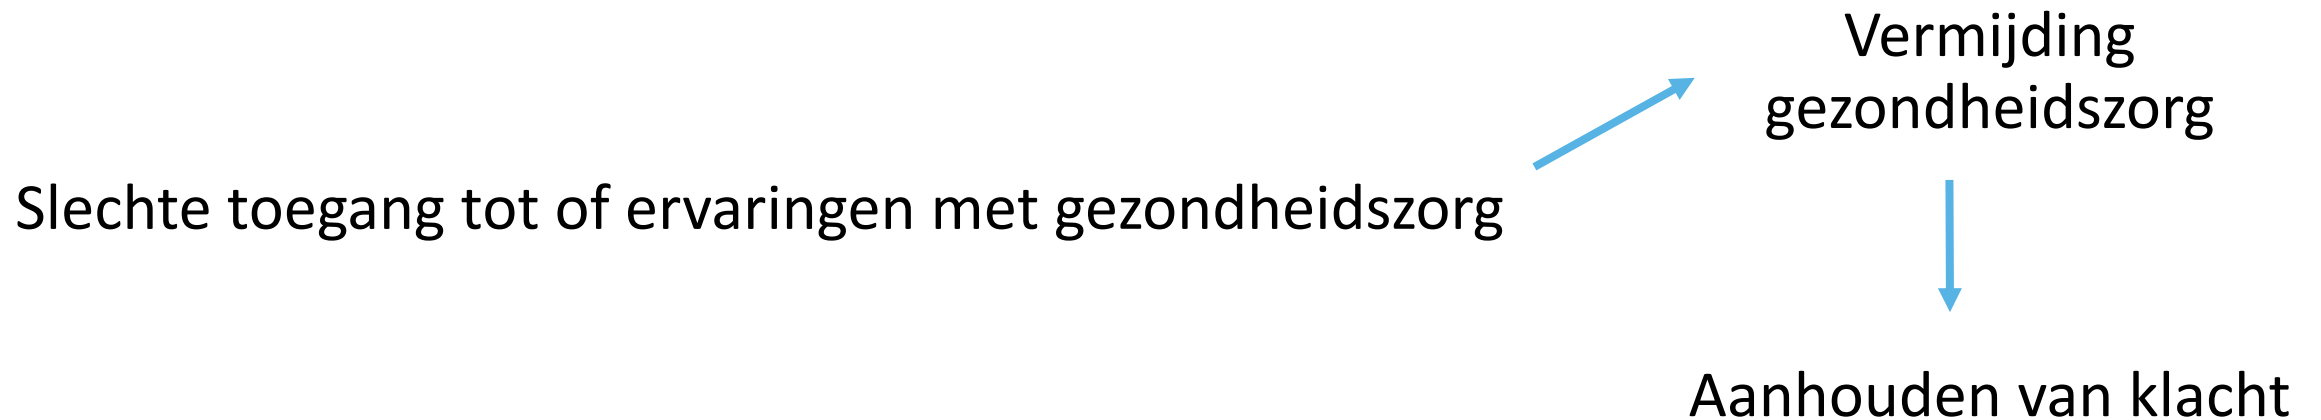 Vermijding
gezondheidszorg
Slechte toegang tot of ervaringen met gezondheidszorg
Aanhouden van klacht